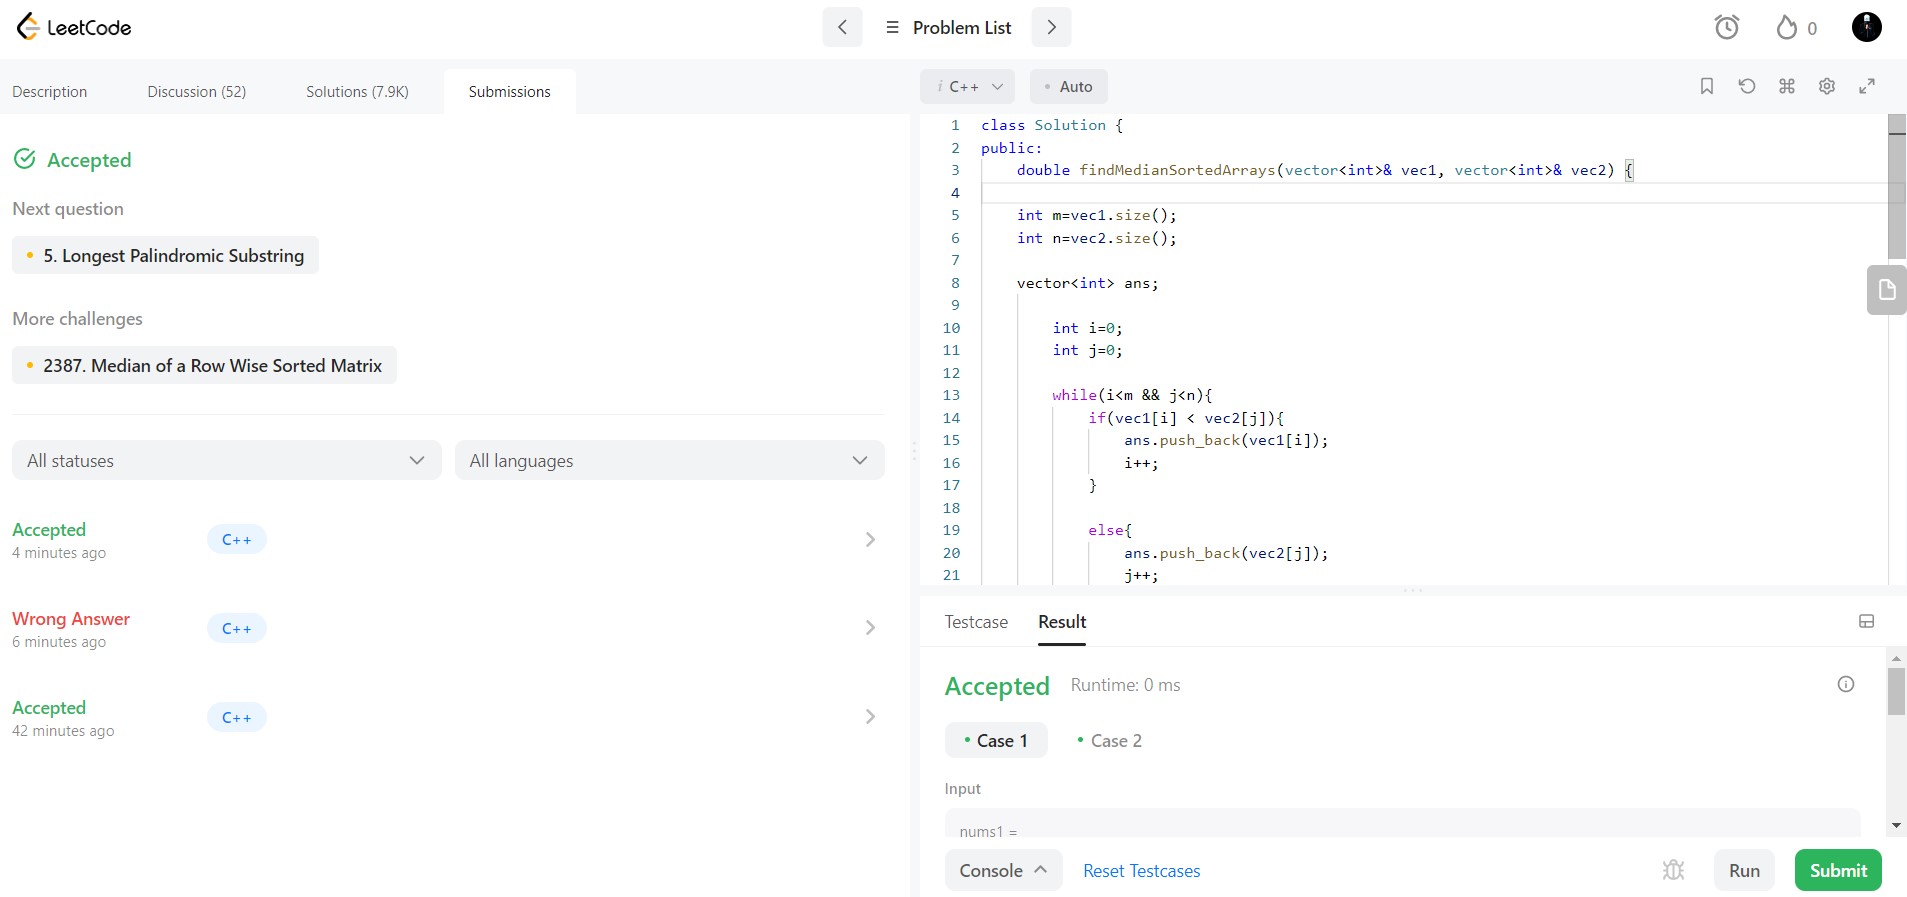 LeetCode
Problem List
0
Description
Discussion (52)
Solutions (7.9K)
Submissions
Accepted
Next question
5. Longest Palindromic Substring
More challenges
2387. Median of a Row Wise Sorted Matrix
All statuses
All languages
Accepted
4 minutes ago
C++
Wrong Answer
6 minutes ago
C++
Accepted
42 minutes ago
C++
i C++
Auto
1 class Solution {
2 public:
3     double findMedianSortedArrays(vector<int>& vec1, vector<int>& vec2) {
4
5     int m=vec1.size();
6     int n=vec2.size();
7
8     vector<int> ans;
9
10         int i=0;
11         int j=0;
12
13         while(i<m && j<n){
14             if(vec1[i] < vec2[j]){
15                 ans.push_back(vec1[i]);
16                 i++;
17             }
18
19             else{
20                 ans.push_back(vec2[j]);
21                 j++;
Testcase
Result
Accepted
Runtime: 0 ms
Case 1
Case 2
Input
nums1 =
Console
Reset Testcases
Run
Submit